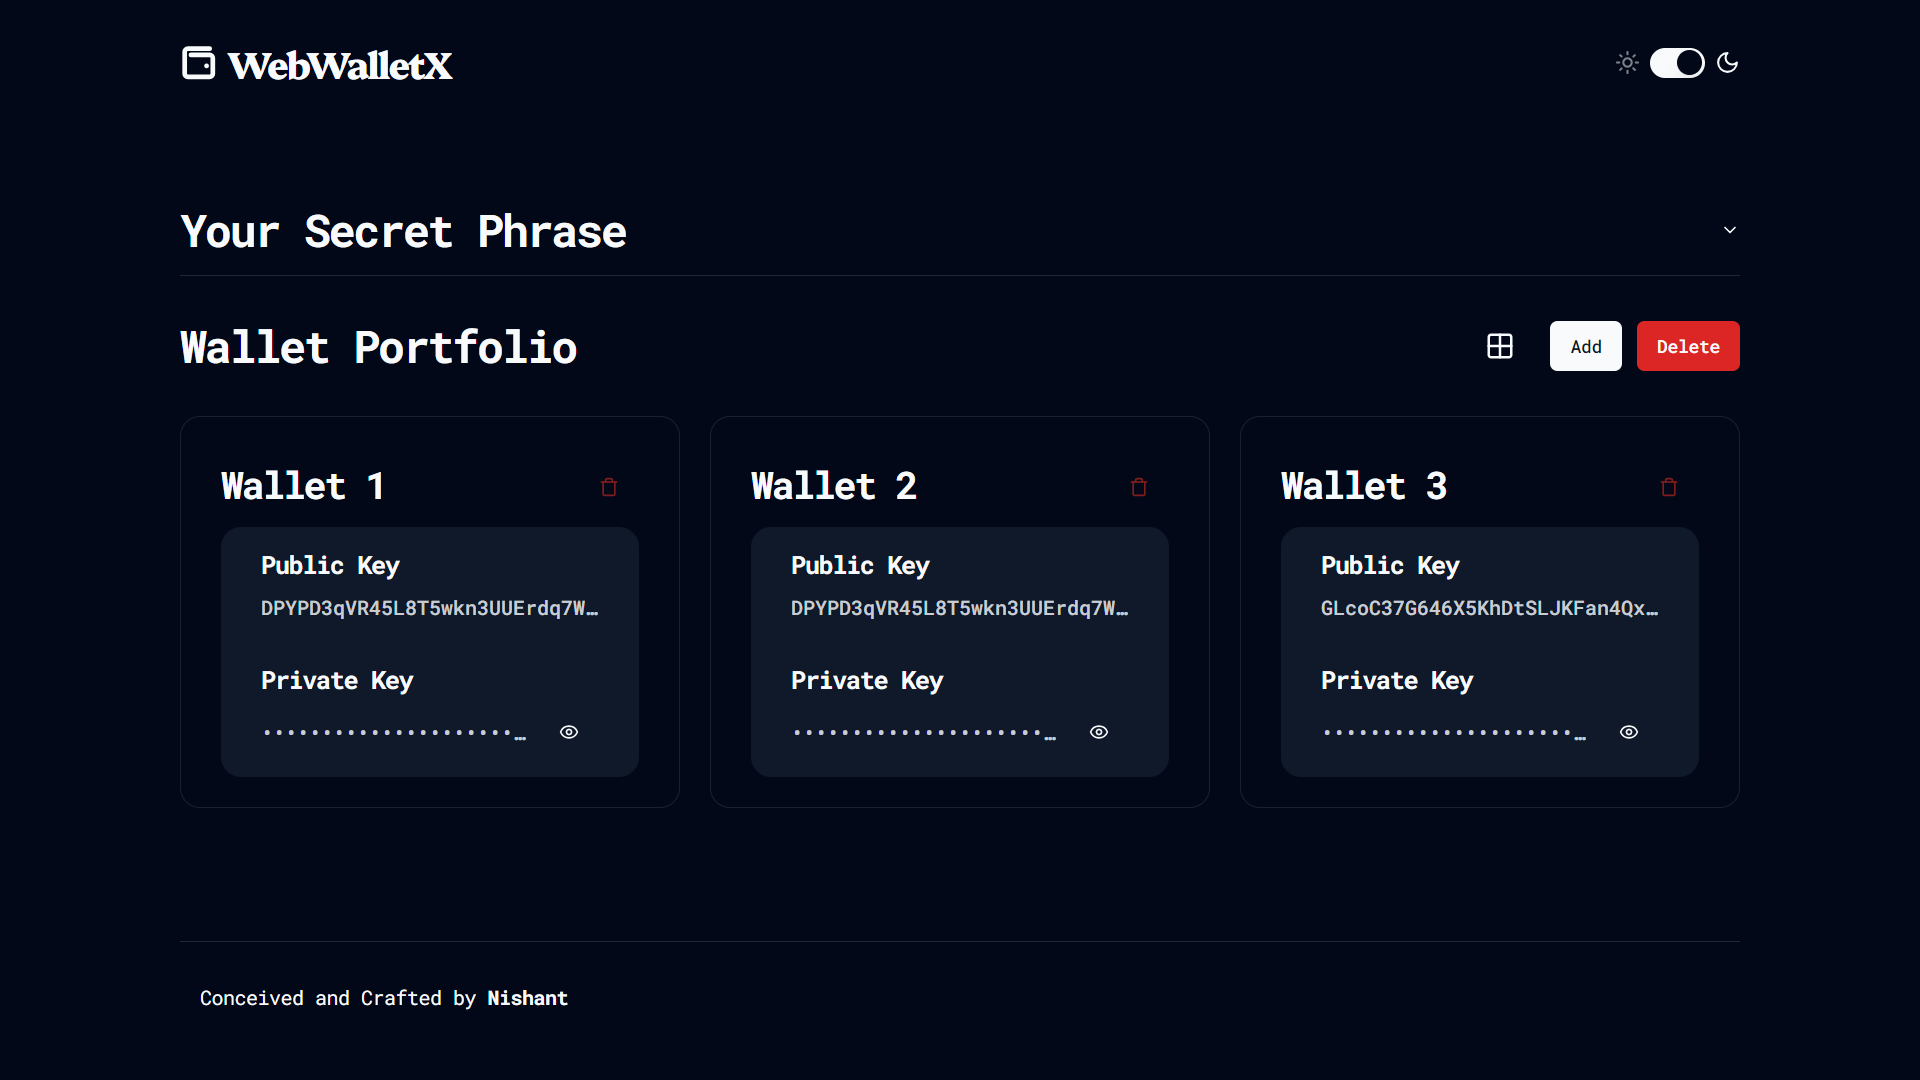 WebWalletX
Your Secret Phrase
Wallet Portfolio
Add
Delete
Wallet 1
Public Key
DPYPD3qVR45L8T5wkn3UUErdq7W…
Private Key
•••••••••••••••••••••…
Wallet 2
Public Key
DPYPD3qVR45L8T5wkn3UUErdq7W…
Private Key
•••••••••••••••••••••…
Wallet 3
Public Key
GLcoC37G646X5KhDtSLJKFan4Qx…
Private Key
•••••••••••••••••••••…
Conceived and Crafted by Nishant